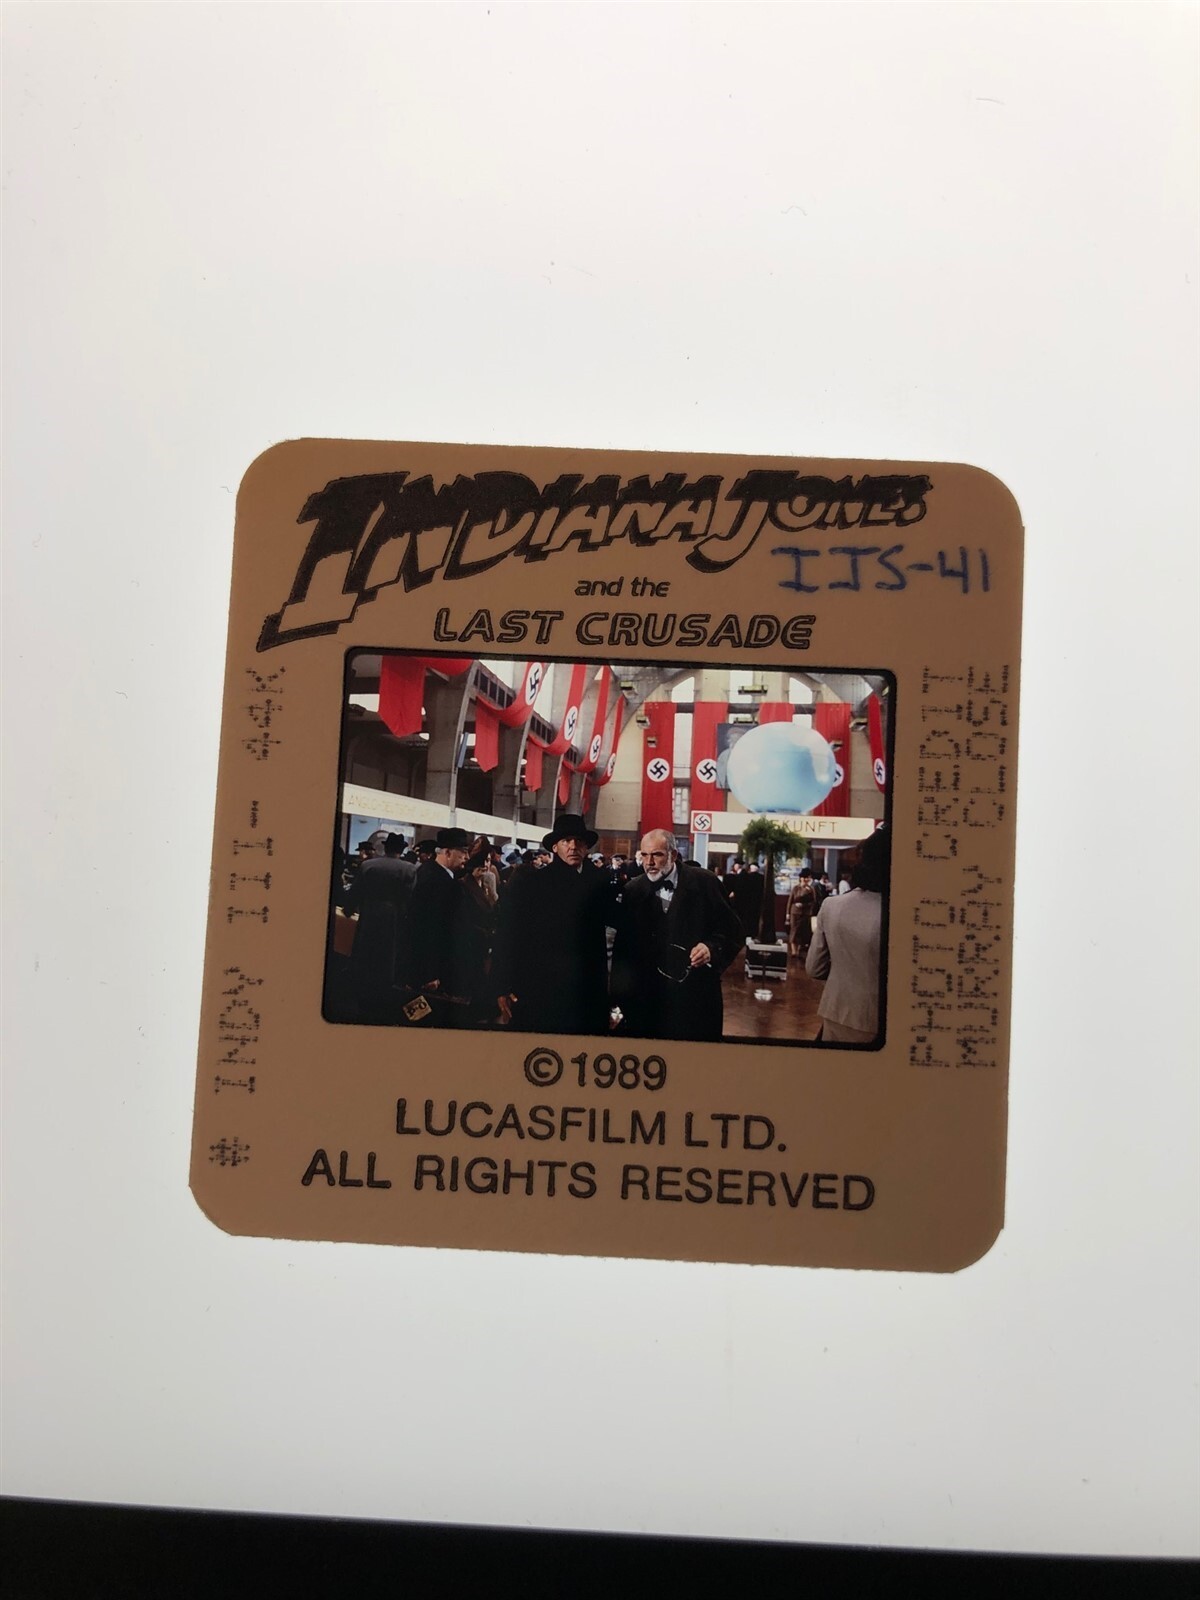 INDIANA JONES
IJS-41
and the
LAST CRUSADE
* INDY III- 44K
PHOTO CREDIT
MURRAY CLOSE
AUSKUNFT
©1989
LUCASFILM LTD.
ALL RIGHTS RESERVED